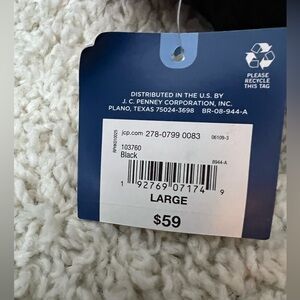 PLEASE
RECYCLE
THIS TAG
DISTRIBUTED IN THE U.S. BY
J. C. PENNEY CORPORATION, INC.
PLANO, TEXAS 75024-3698 BR-08-944-A
jcp.com 278-0799 0083 06109-3
103760
Black
8944-A
1 92769 07174 9
LARGE
$59